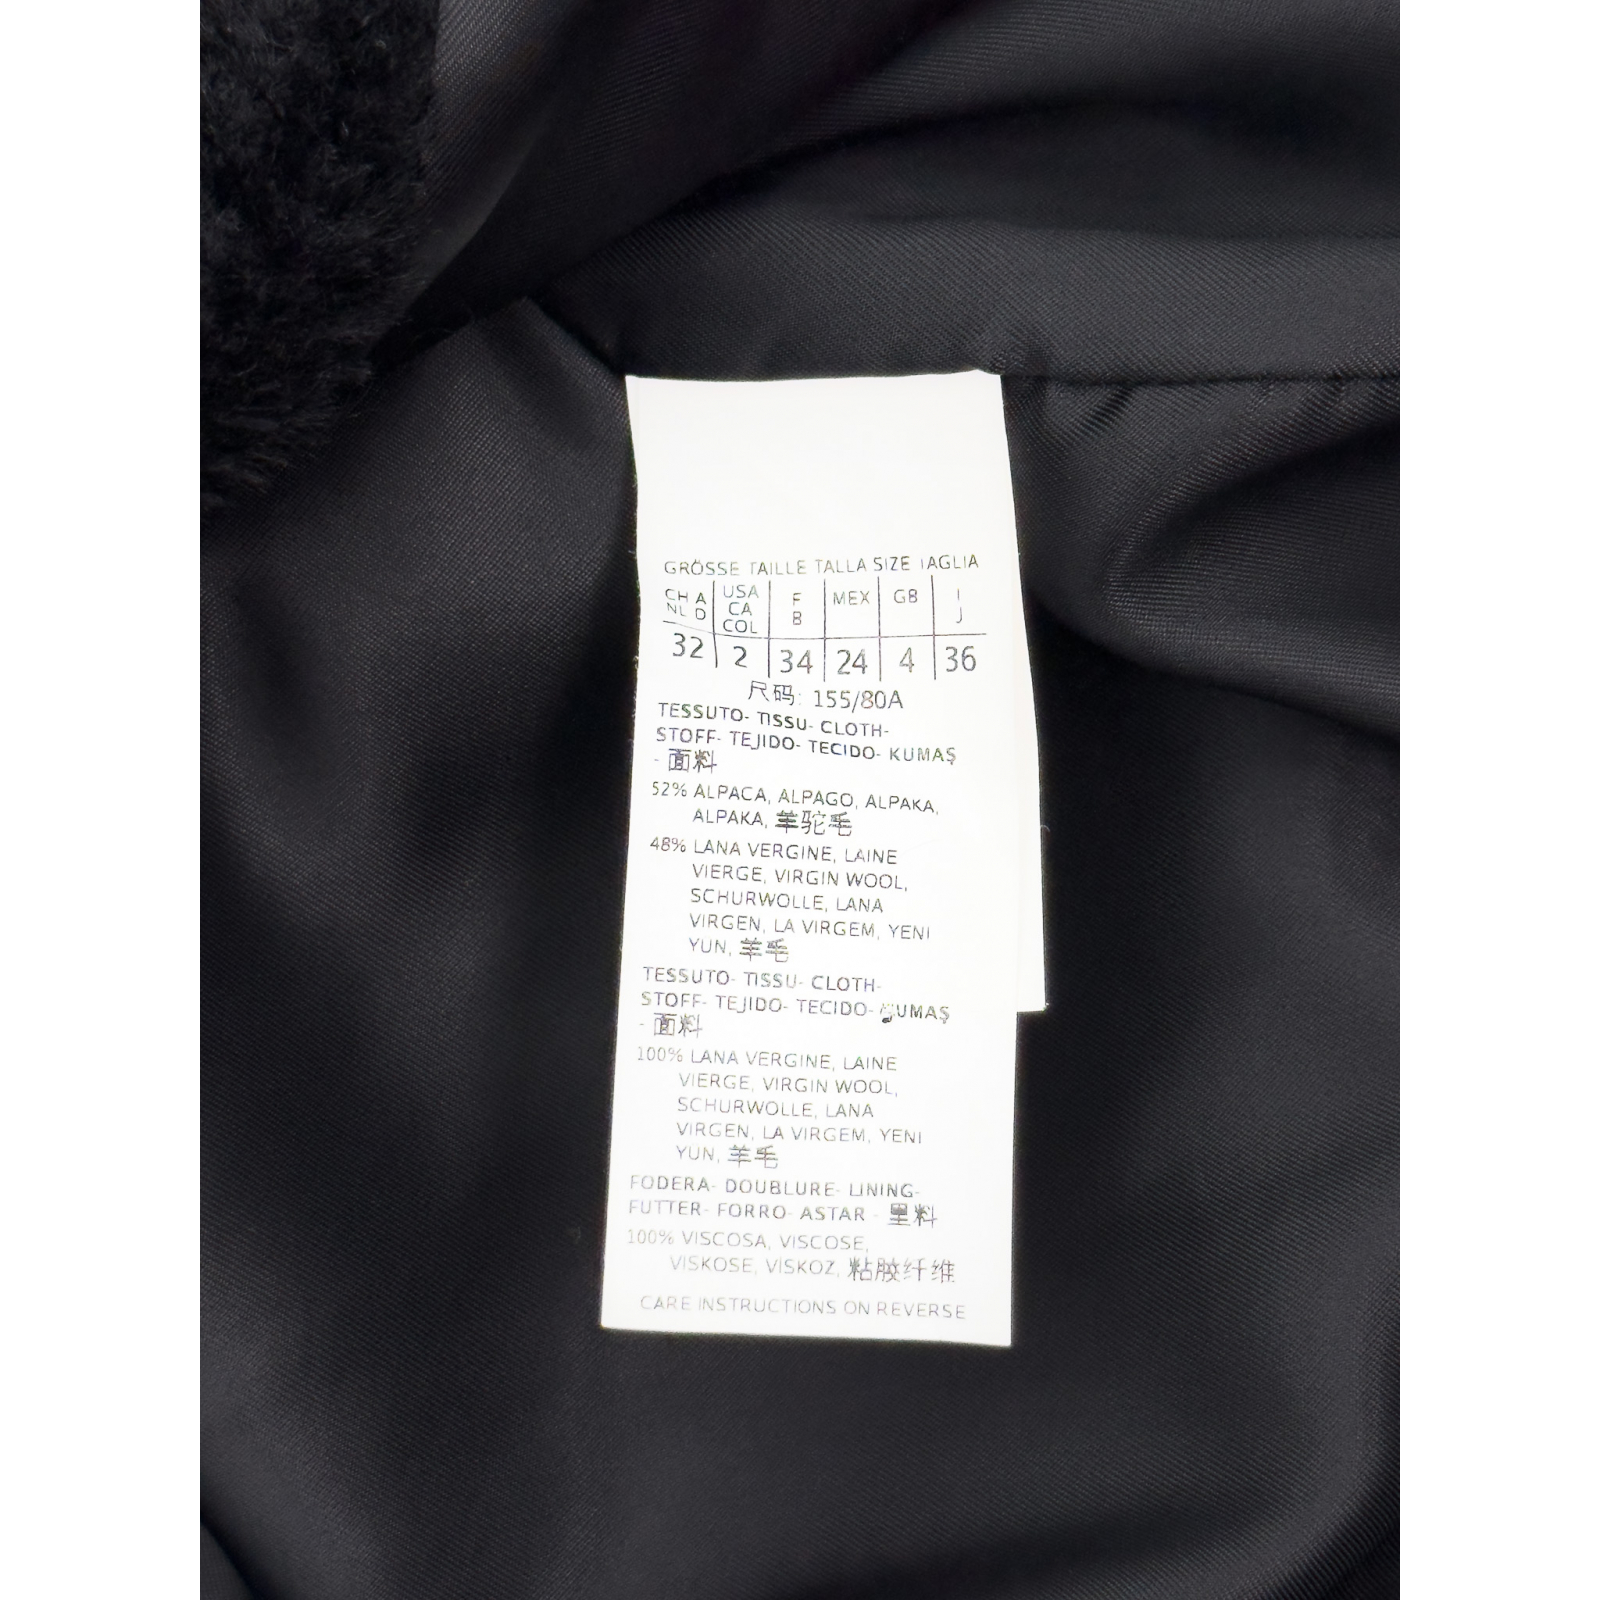 GRÖSSE TAILLE TALLA SIZE TAGLIA
CH A USA F MEX GB I
NL D CA B J
COL
32 2 34 24 4 36
尺码: 155/80A
TESSUTO- TISSU- CLOTH-
STOFF- TEJIDO- TECIDO- KUMAŞ
- 面料
52% ALPACA, ALPAGO, ALPAKA,
ALPAKA, 羊驼毛
48% LANA VERGINE, LAINE
VIERGE, VIRGIN WOOL,
SCHURWOLLE, LANA
VIRGEN, LA VIRGEM, YENI
YUN, 羊毛
TESSUTO- TISSU- CLOTH-
STOFF- TEJIDO- TECIDO- KUMAŞ
- 面料
100% LANA VERGINE, LAINE
VIERGE, VIRGIN WOOL,
SCHURWOLLE, LANA
VIRGEN, LA VIRGEM, YENI
YUN, 羊毛
FODERA- DOUBLURE- LINING-
FUTTER- FORRO- ASTAR - 里料
100% VISCOSA, VISCOSE,
VISKOSE, VISKOZ, 粘胶纤维
CARE INSTRUCTIONS ON REVERSE